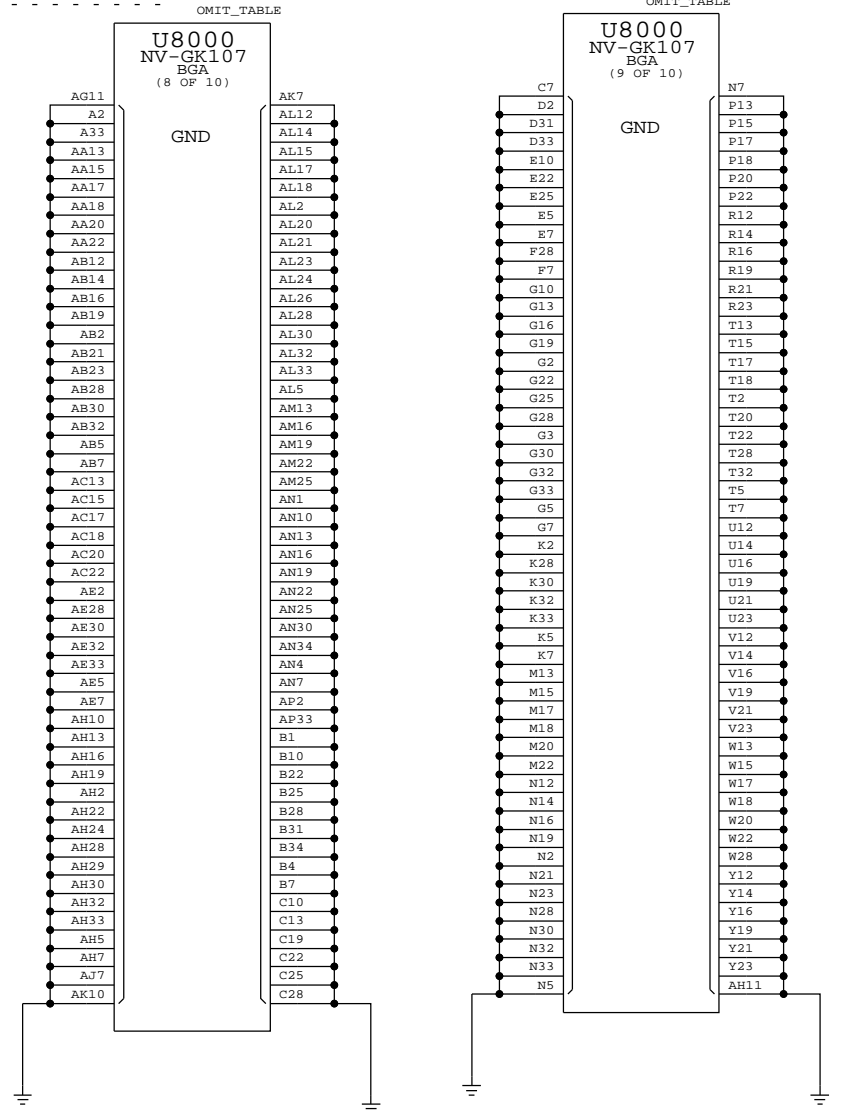 OMIT_TABLE
U8000
NV-GK107
BGA
(8 OF 10)
GND
AG11
A2
A33
AA13
AA15
AA17
AA18
AA20
AA22
AB12
AB14
AB16
AB19
AB2
AB21
AB23
AB28
AB30
AB32
AB5
AB7
AC13
AC15
AC17
AC18
AC20
AC22
AE2
AE28
AE30
AE32
AE33
AE5
AE7
AH10
AH13
AH16
AH19
AH2
AH22
AH24
AH28
AH29
AH30
AH32
AH33
AH5
AH7
AJ7
AK10
AK7
AL12
AL14
AL15
AL17
AL18
AL2
AL20
AL21
AL23
AL24
AL26
AL28
AL30
AL32
AL33
AL5
AM13
AM16
AM19
AM22
AM25
AN1
AN10
AN13
AN16
AN19
AN22
AN25
AN30
AN34
AN4
AN7
AP2
AP33
B1
B10
B22
B25
B28
B31
B34
B4
B7
C10
C13
C19
C22
C25
C28
OMIT_TABLE
U8000
NV-GK107
BGA
(9 OF 10)
GND
C7
D2
D31
D33
E10
E22
E25
E5
E7
F28
F7
G10
G13
G16
G19
G2
G22
G25
G28
G3
G30
G32
G33
G5
G7
K2
K28
K30
K32
K33
K5
K7
M13
M15
M17
M18
M20
M22
N12
N14
N16
N19
N2
N21
N23
N28
N30
N32
N33
N5
N7
P13
P15
P17
P18
P20
P22
R12
R14
R16
R19
R21
R23
T13
T15
T17
T18
T2
T20
T22
T28
T32
T5
T7
U12
U14
U16
U19
U21
U23
V12
V14
V16
V19
V21
V23
W13
W15
W17
W18
W20
W22
W28
Y12
Y14
Y16
Y19
Y21
Y23
AH11